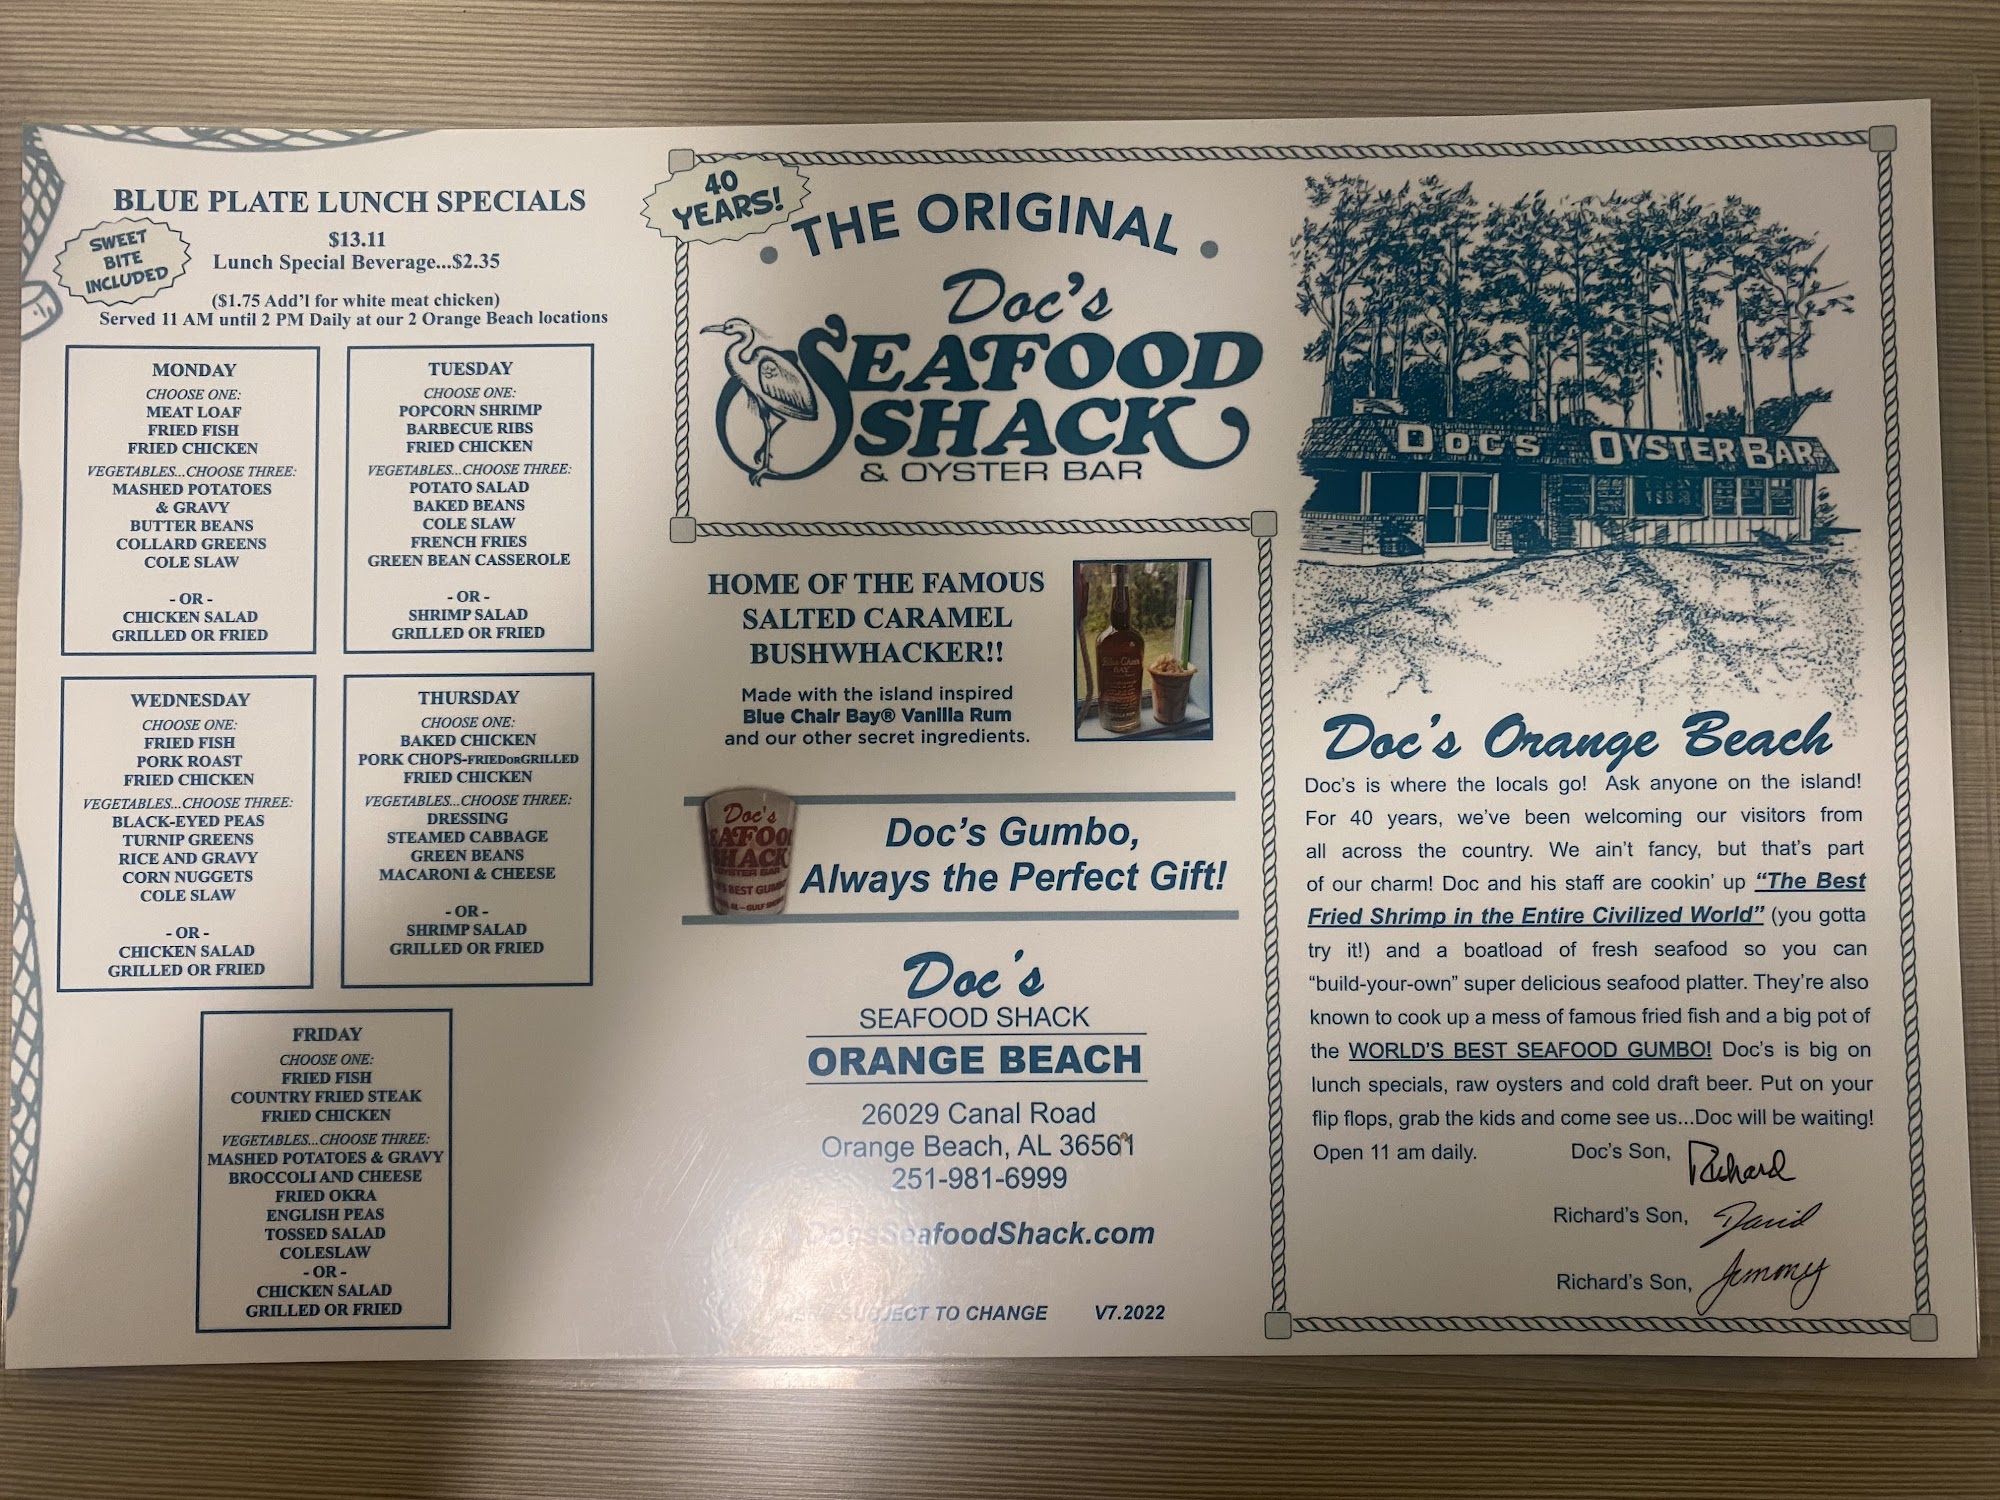 BLUE PLATE LUNCH SPECIALS
SWEET
BITE
INCLUDED
$13.11
Lunch Special Beverage...$2.35
($1.75 Add'l for white meat chicken)
Served 11 AM until 2 PM Daily at our 2 Orange Beach locations
MONDAY
CHOOSE ONE:
MEAT LOAF
FRIED FISH
FRIED CHICKEN
VEGETABLES...CHOOSE THREE:
MASHED POTATOES
& GRAVY
BUTTER BEANS
COLLARD GREENS
COLE SLAW
- OR -
CHICKEN SALAD
GRILLED OR FRIED
TUESDAY
CHOOSE ONE:
POPCORN SHRIMP
BARBECUE RIBS
FRIED CHICKEN
VEGETABLES...CHOOSE THREE:
POTATO SALAD
BAKED BEANS
COLE SLAW
FRENCH FRIES
GREEN BEAN CASSEROLE
- OR -
SHRIMP SALAD
GRILLED OR FRIED
WEDNESDAY
CHOOSE ONE:
FRIED FISH
PORK ROAST
FRIED CHICKEN
VEGETABLES...CHOOSE THREE:
BLACK-EYED PEAS
TURNIP GREENS
RICE AND GRAVY
CORN NUGGETS
COLE SLAW
- OR -
CHICKEN SALAD
GRILLED OR FRIED
THURSDAY
CHOOSE ONE:
BAKED CHICKEN
PORK CHOPS-FRIEDORGRILLED
FRIED CHICKEN
VEGETABLES...CHOOSE THREE:
DRESSING
STEAMED CABBAGE
GREEN BEANS
MACARONI & CHEESE
- OR -
SHRIMP SALAD
GRILLED OR FRIED
FRIDAY
CHOOSE ONE:
FRIED FISH
COUNTRY FRIED STEAK
FRIED CHICKEN
VEGETABLES...CHOOSE THREE:
MASHED POTATOES & GRAVY
BROCCOLI AND CHEESE
FRIED OKRA
ENGLISH PEAS
TOSSED SALAD
COLESLAW
- OR -
CHICKEN SALAD
GRILLED OR FRIED
40
YEARS!
THE ORIGINAL
Doc's
SEAFOOD
SHACK
& OYSTER BAR
HOME OF THE FAMOUS
SALTED CARAMEL
BUSHWHACKER!!
Made with the island inspired
Blue Chair Bay® Vanilla Rum
and our other secret ingredients.
Blue Chair
BAY
Doc's
SEAFOOD
SHACK
OYSTER BAR
BEST GUMBO
Doc's Gumbo,
Always the Perfect Gift!
Doc's
SEAFOOD SHACK
ORANGE BEACH
26029 Canal Road
Orange Beach, AL 36561
251-981-6999
DocsSeafoodShack.com
SUBJECT TO CHANGE V7.2022
DOC'S OYSTER BAR
Doc's Orange Beach
Doc's is where the locals go! Ask anyone on the island!
For 40 years, we've been welcoming our visitors from
all across the country. We ain't fancy, but that's part
of our charm! Doc and his staff are cookin' up "The Best
Fried Shrimp in the Entire Civilized World" (you gotta
try it!) and a boatload of fresh seafood so you can
"build-your-own" super delicious seafood platter. They're also
known to cook up a mess of famous fried fish and a big pot of
the WORLD'S BEST SEAFOOD GUMBO! Doc's is big on
lunch specials, raw oysters and cold draft beer. Put on your
flip flops, grab the kids and come see us...Doc will be waiting!
Open 11 am daily. Doc's Son, Richard
Richard's Son, David
Richard's Son, Jimmy